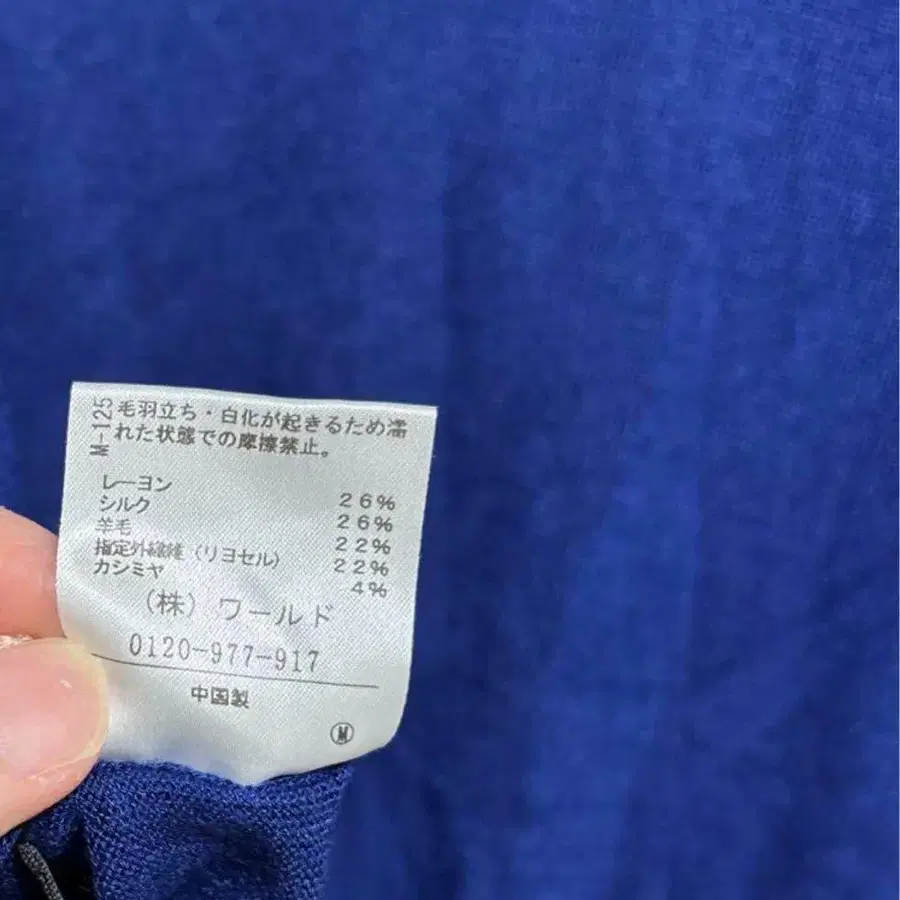 M-125
毛羽立ち・白化が起きるため濡
れた状態での摩擦禁止。
レーヨン 26%
シルク 26%
羊毛 22%
指定外繊維（リヨセル） 22%
カシミヤ 4%
（株）ワールド
0120-977-917
中国製
Ⓜ